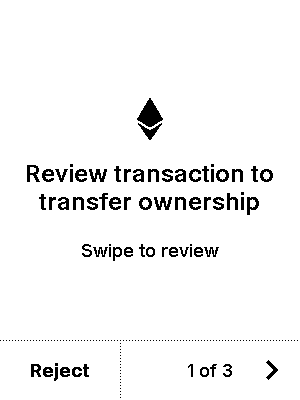 Review transaction to
transfer ownership
Swipe to review
Reject
1 of 3